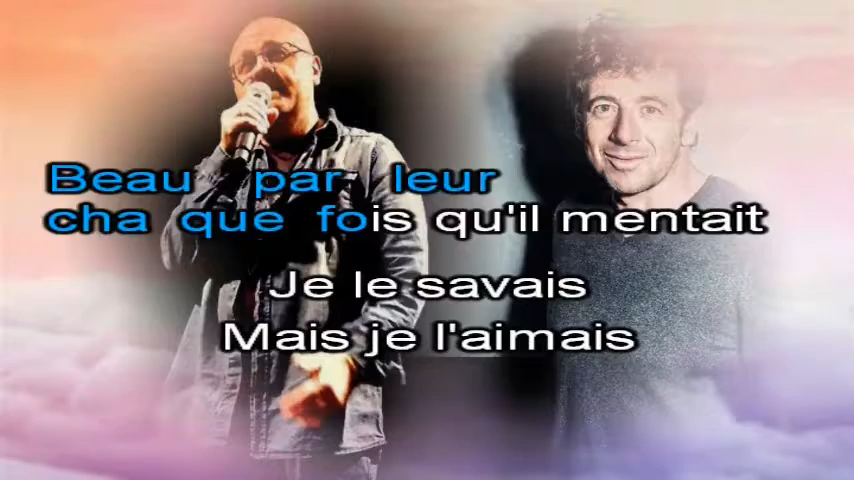 Beau par leur
cha que fois qu'il mentait
Je le savais
Mais je l'aimais